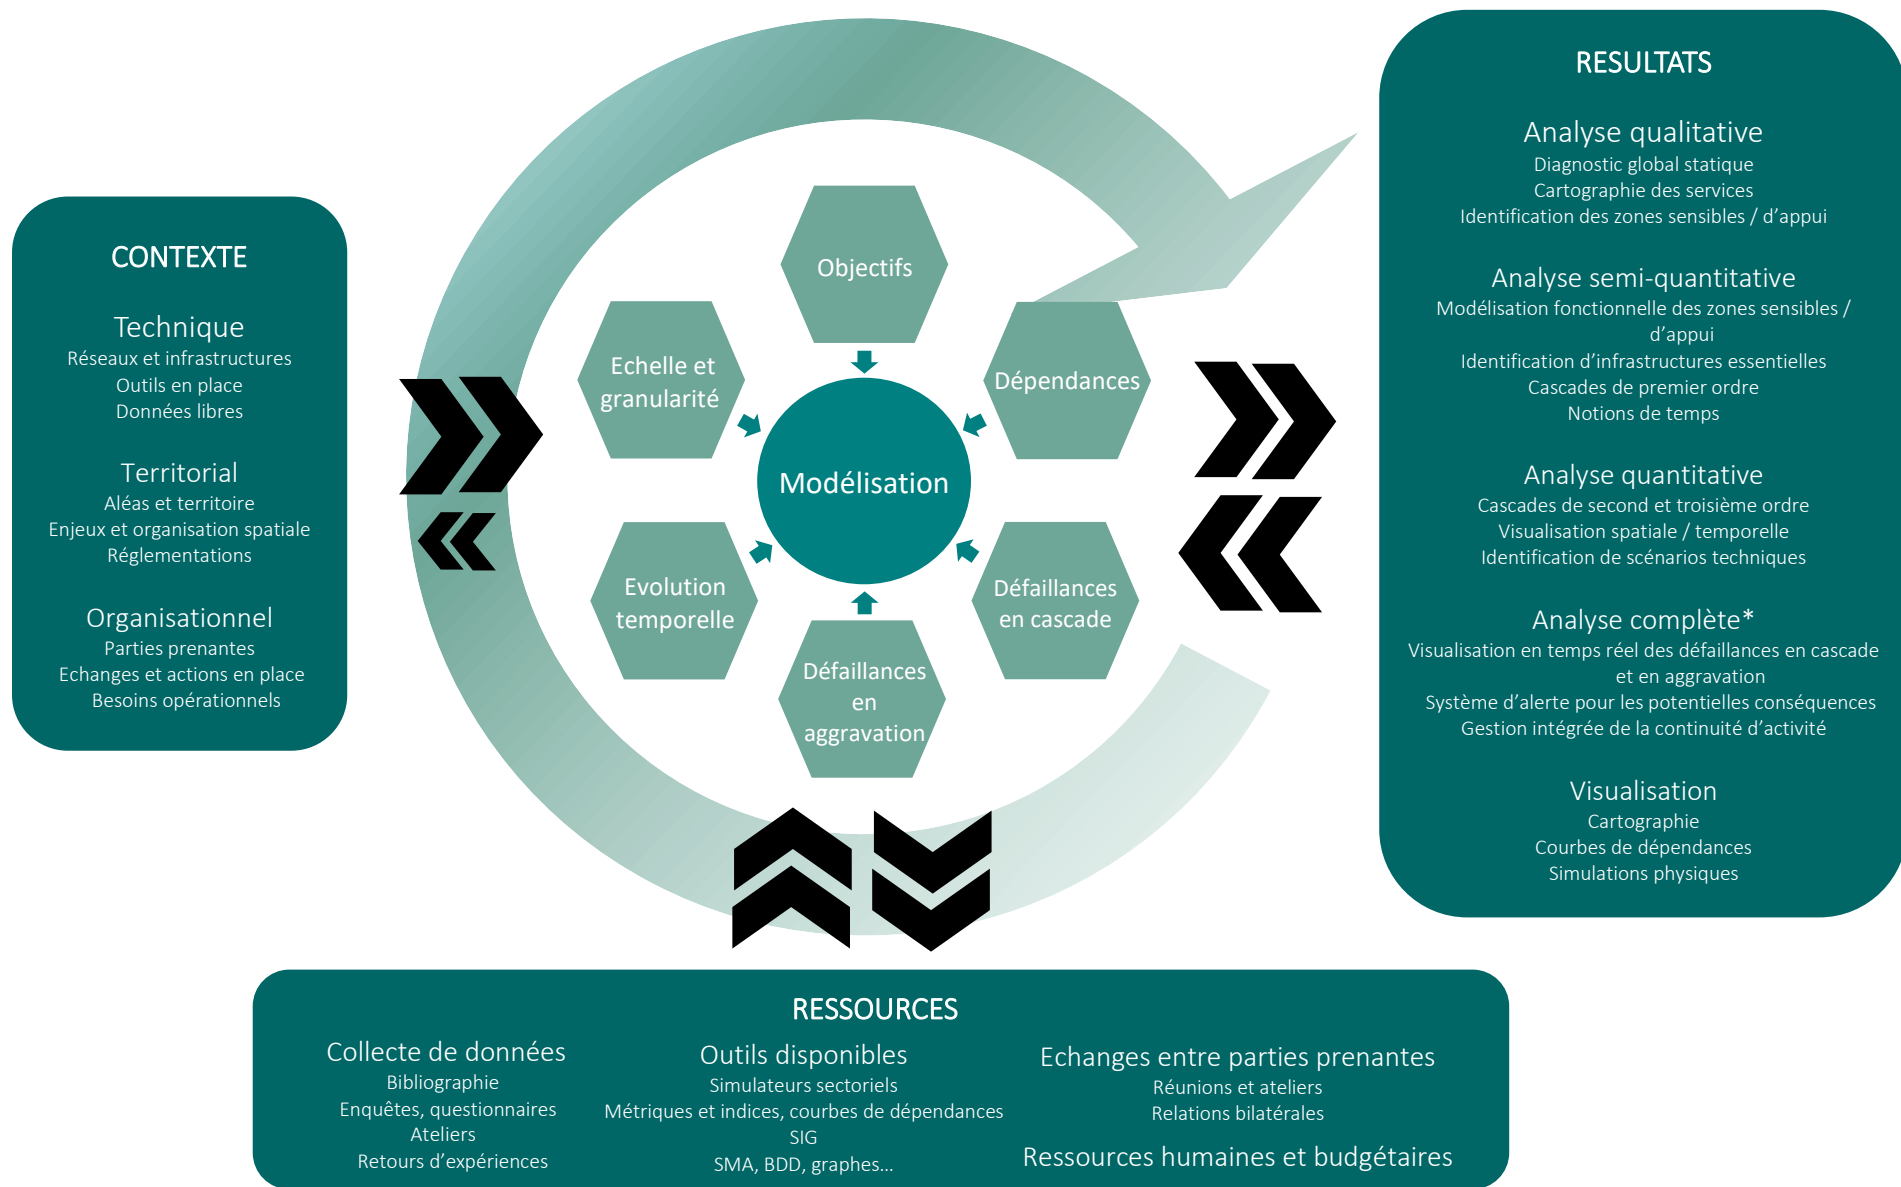 CONTEXTE
Technique
Réseaux et infrastructures
Outils en place
Données libres
Territorial
Aléas et territoire
Enjeux et organisation spatiale
Réglementations
Organisationnel
Parties prenantes
Echanges et actions en place
Besoins opérationnels
Objectifs
Echelle et
granularité
Dépendances
Modélisation
Evolution
temporelle
Défaillances
en cascade
Défaillances
en
aggravation
RESULTATS
Analyse qualitative
Diagnostic global statique
Cartographie des services
Identification des zones sensibles / d'appui
Analyse semi-quantitative
Modélisation fonctionnelle des zones sensibles /
d'appui
Identification d'infrastructures essentielles
Cascades de premier ordre
Notions de temps
Analyse quantitative
Cascades de second et troisième ordre
Visualisation spatiale / temporelle
Identification de scénarios techniques
Analyse complète*
Visualisation en temps réel des défaillances en cascade
et en aggravation
Système d'alerte pour les potentielles conséquences
Gestion intégrée de la continuité d'activité
Visualisation
Cartographie
Courbes de dépendances
Simulations physiques
RESSOURCES
Collecte de données
Bibliographie
Enquêtes, questionnaires
Ateliers
Retours d'expériences
Outils disponibles
Simulateurs sectoriels
Métriques et indices, courbes de dépendances
SIG
SMA, BDD, graphes...
Echanges entre parties prenantes
Réunions et ateliers
Relations bilatérales
Ressources humaines et budgétaires